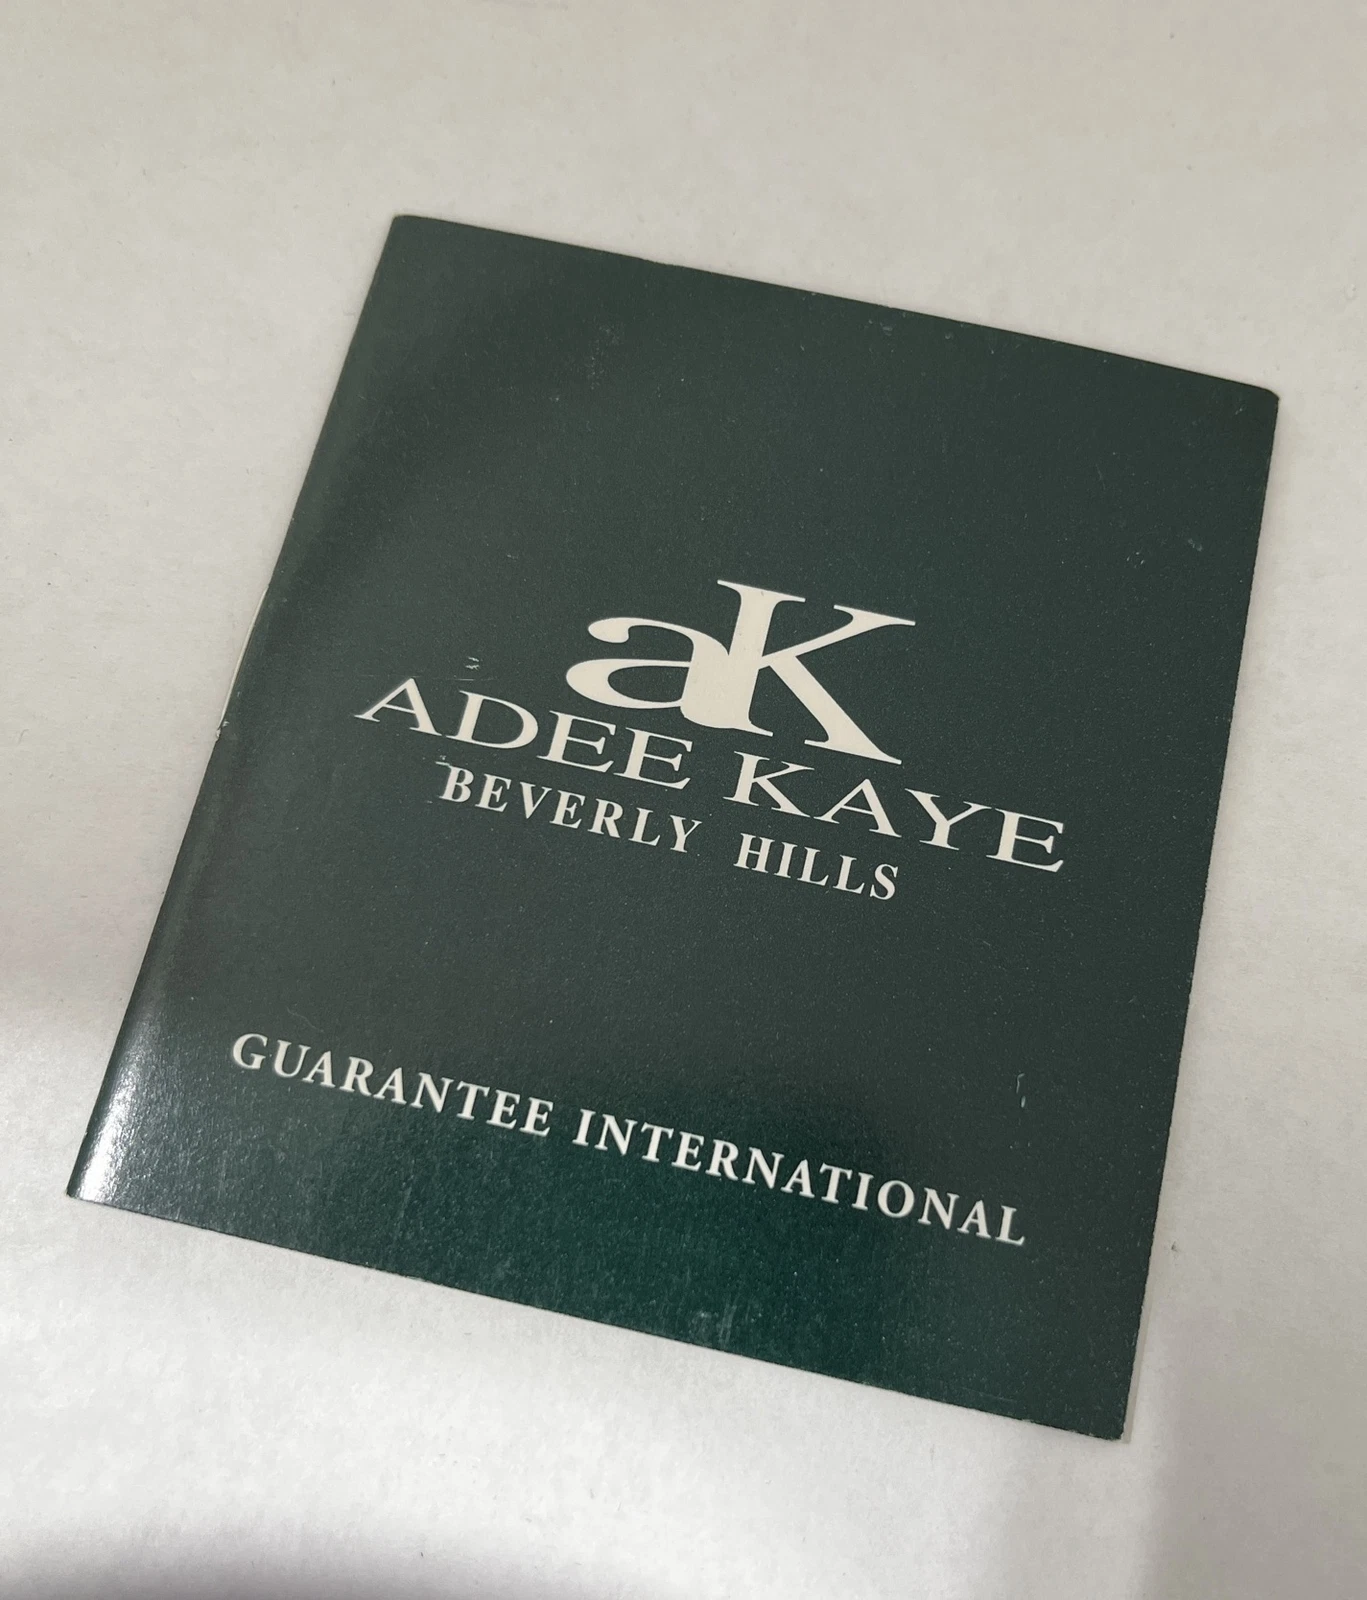 aK
ADEE KAYE
BEVERLY HILLS
GUARANTEE INTERNATIONAL